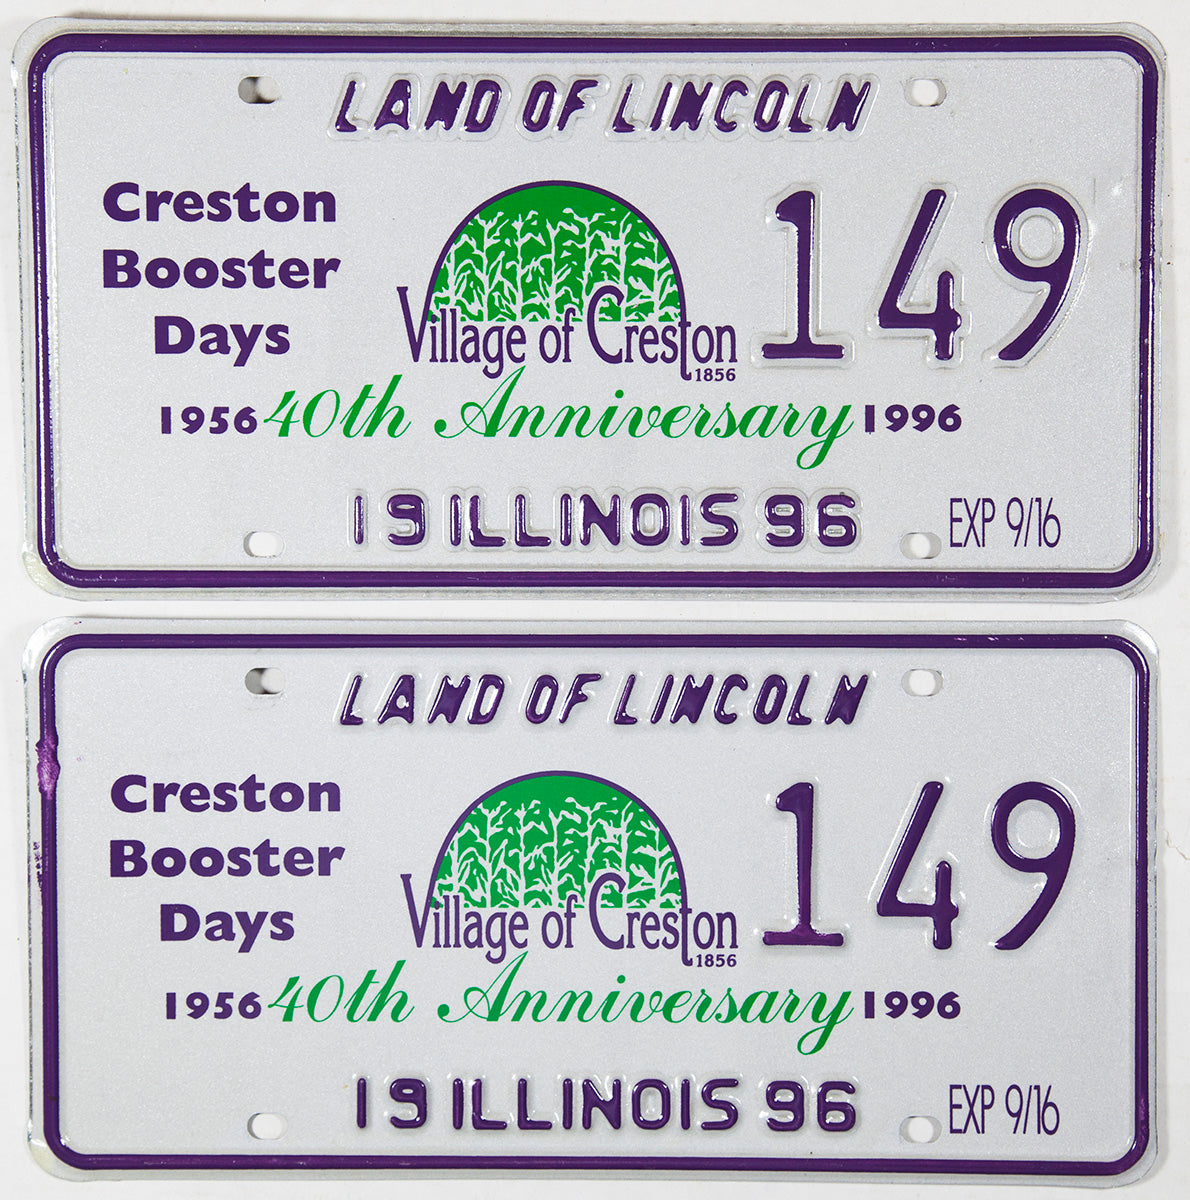 LAND OF LINCOLN
Creston
Booster
Days
Village of Creston
1856
149
1956 40th Anniversary 1996
19 ILLINOIS 96
EXP 9/16
LAND OF LINCOLN
Creston
Booster
Days
Village of Creston
1856
149
1956 40th Anniversary 1996
19 ILLINOIS 96
EXP 9/16